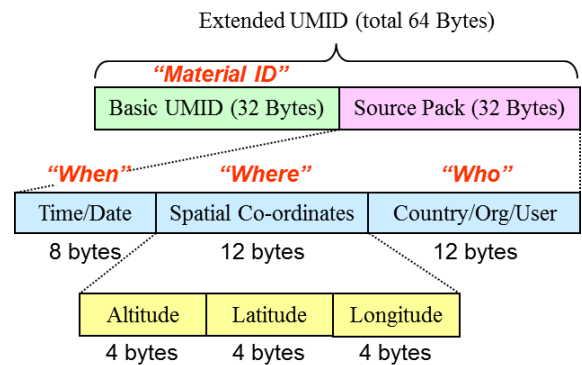 Extended UMID (total 64 Bytes)
“Material ID”
Basic UMID (32 Bytes) Source Pack (32 Bytes)
“When” “Where” “Who”
Time/Date Spatial Co-ordinates Country/Org/User
8 bytes 12 bytes 12 bytes
Altitude Latitude Longitude
4 bytes 4 bytes 4 bytes